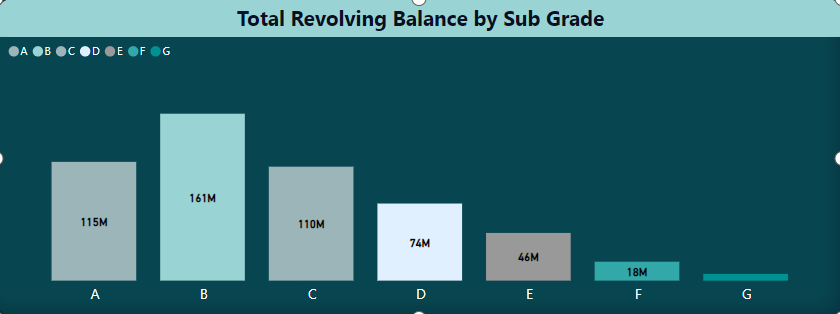 Total Revolving Balance by Sub Grade
A B C D E F G
161M
115M
110M
74M
46M
18M
A B C D E F G